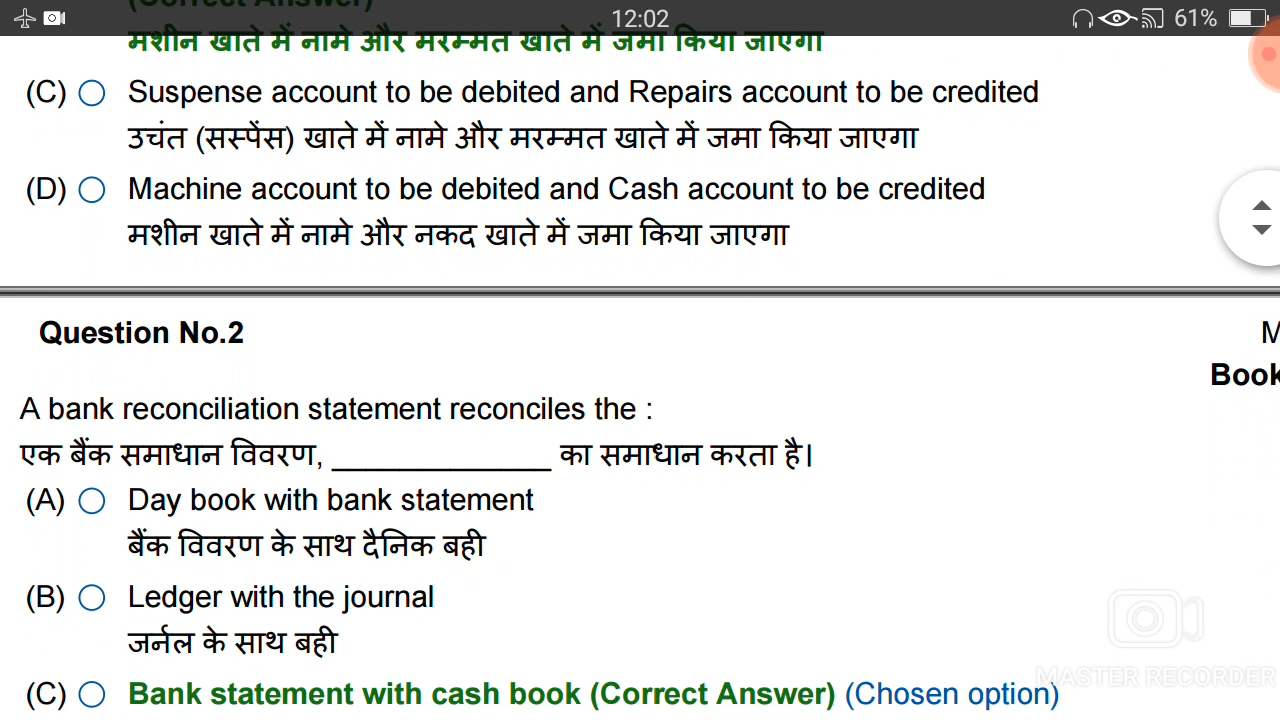 12:02
61%
(Correct Answer)
मशीन खाते में नामे और मरम्मत खाते में जमा किया जाएगा
(C) Suspense account to be debited and Repairs account to be credited
उचंत (सस्पेंस) खाते में नामे और मरम्मत खाते में जमा किया जाएगा
(D) Machine account to be debited and Cash account to be credited
मशीन खाते में नामे और नकद खाते में जमा किया जाएगा
Question No.2
Book
A bank reconciliation statement reconciles the :
एक बैंक समाधान विवरण, _____________ का समाधान करता है।
(A) Day book with bank statement
बैंक विवरण के साथ दैनिक बही
(B) Ledger with the journal
जर्नल के साथ बही
(C) Bank statement with cash book (Correct Answer) (Chosen option)
MASTER RECORDER